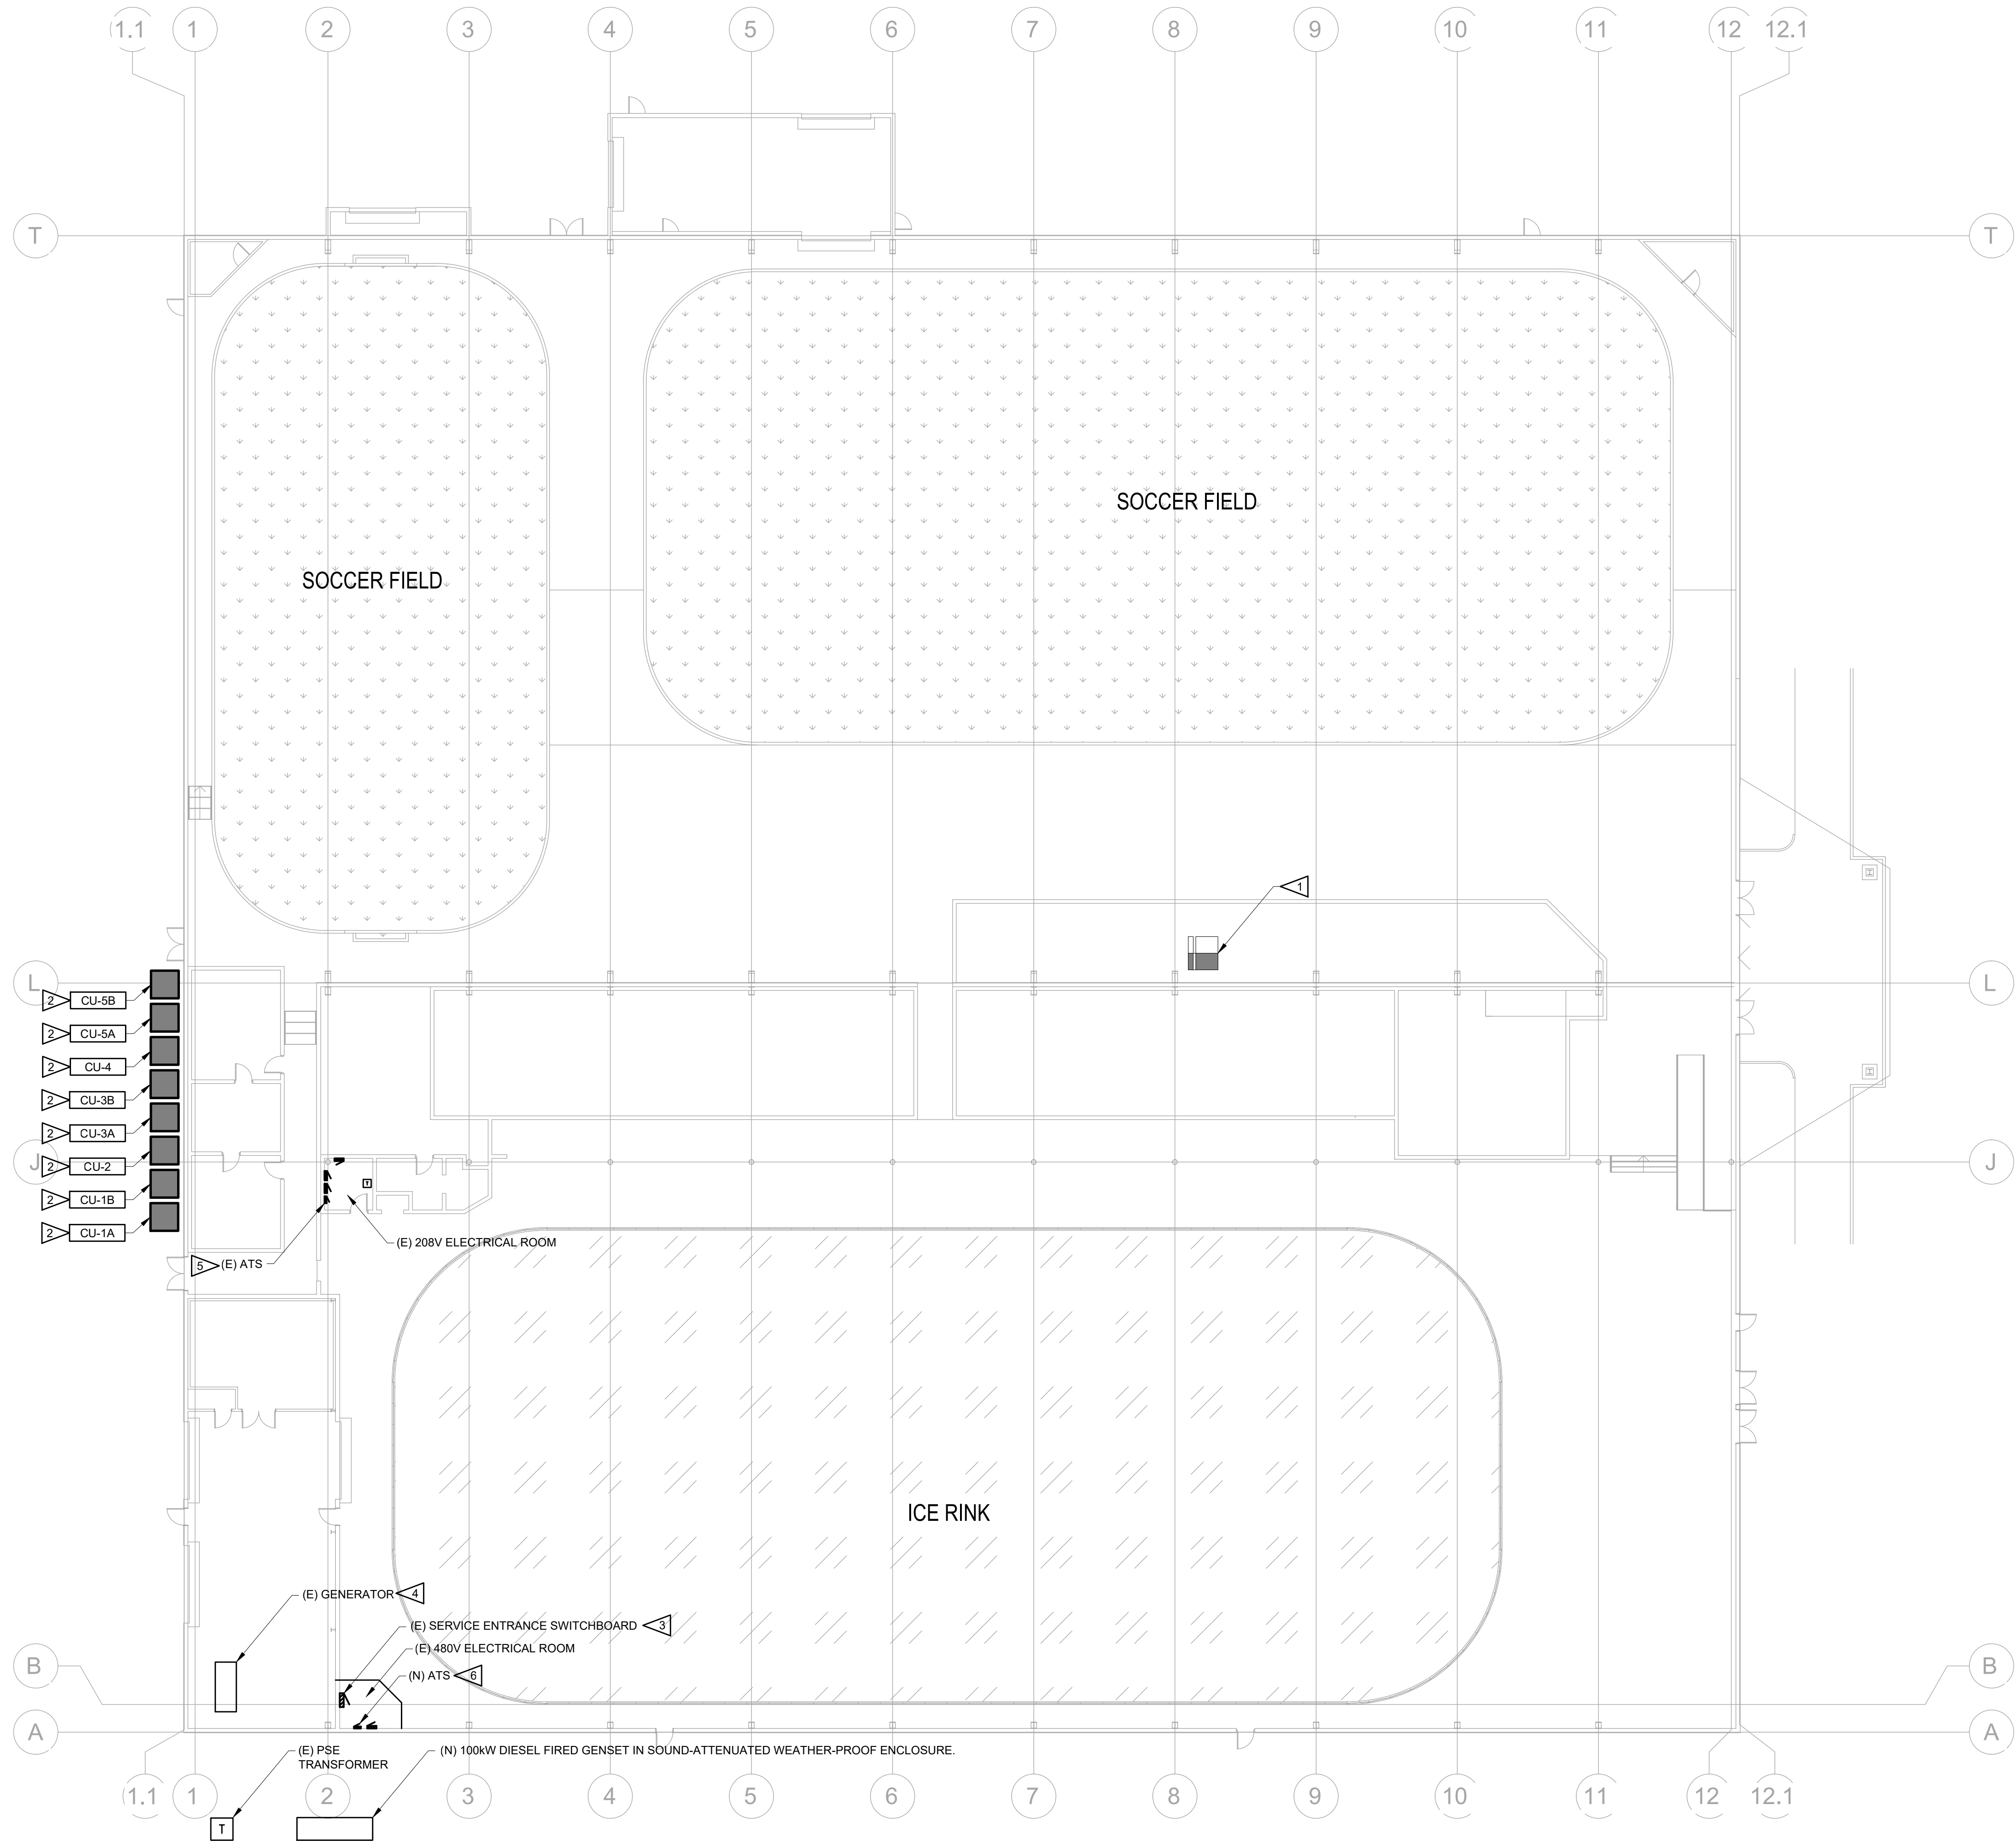 1.1 1 2 3 4 5 6 7 8 9 10 11 12 12.1
T T
SOCCER FIELD
SOCCER FIELD
1
L L
2 CU-5B
2 CU-5A
2 CU-4
2 CU-3B
2 CU-3A
J J
2 CU-2
T
2 CU-1B
2 CU-1A
(E) 208V ELECTRICAL ROOM
5 (E) ATS
ICE RINK
(E) GENERATOR 4
(E) SERVICE ENTRANCE SWITCHBOARD 3
(E) 480V ELECTRICAL ROOM
B B
(N) ATS 6
A A
(E) PSE
TRANSFORMER
(N) 100kW DIESEL FIRED GENSET IN SOUND-ATTENUATED WEATHER-PROOF ENCLOSURE.
1.1 1 2 3 4 5 6 7 8 9 10 11 12 12.1
T